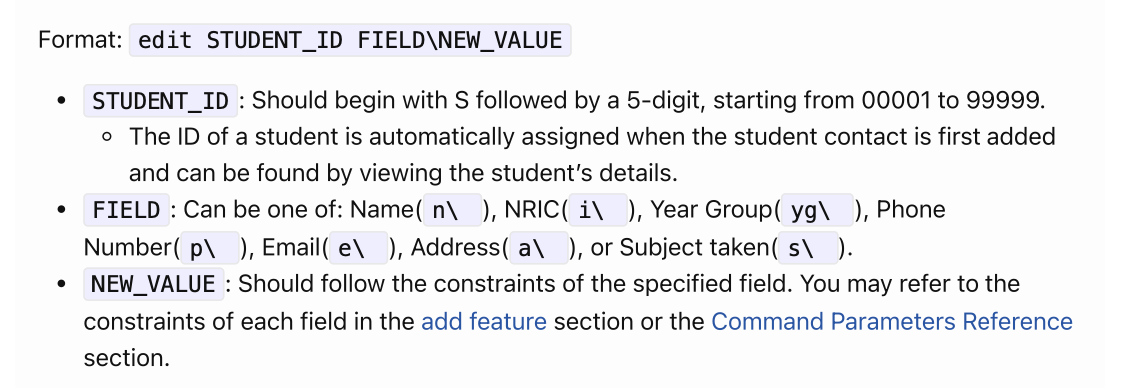 Format: edit STUDENT_ID FIELD\NEW_VALUE
• STUDENT_ID : Should begin with S followed by a 5-digit, starting from 00001 to 99999.
◦ The ID of a student is automatically assigned when the student contact is first added
and can be found by viewing the student’s details.
• FIELD : Can be one of: Name( n\ ), NRIC( i\ ), Year Group( yg\ ), Phone
Number( p\ ), Email( e\ ), Address( a\ ), or Subject taken( s\ ).
• NEW_VALUE : Should follow the constraints of the specified field. You may refer to the
constraints of each field in the add feature section or the Command Parameters Reference
section.